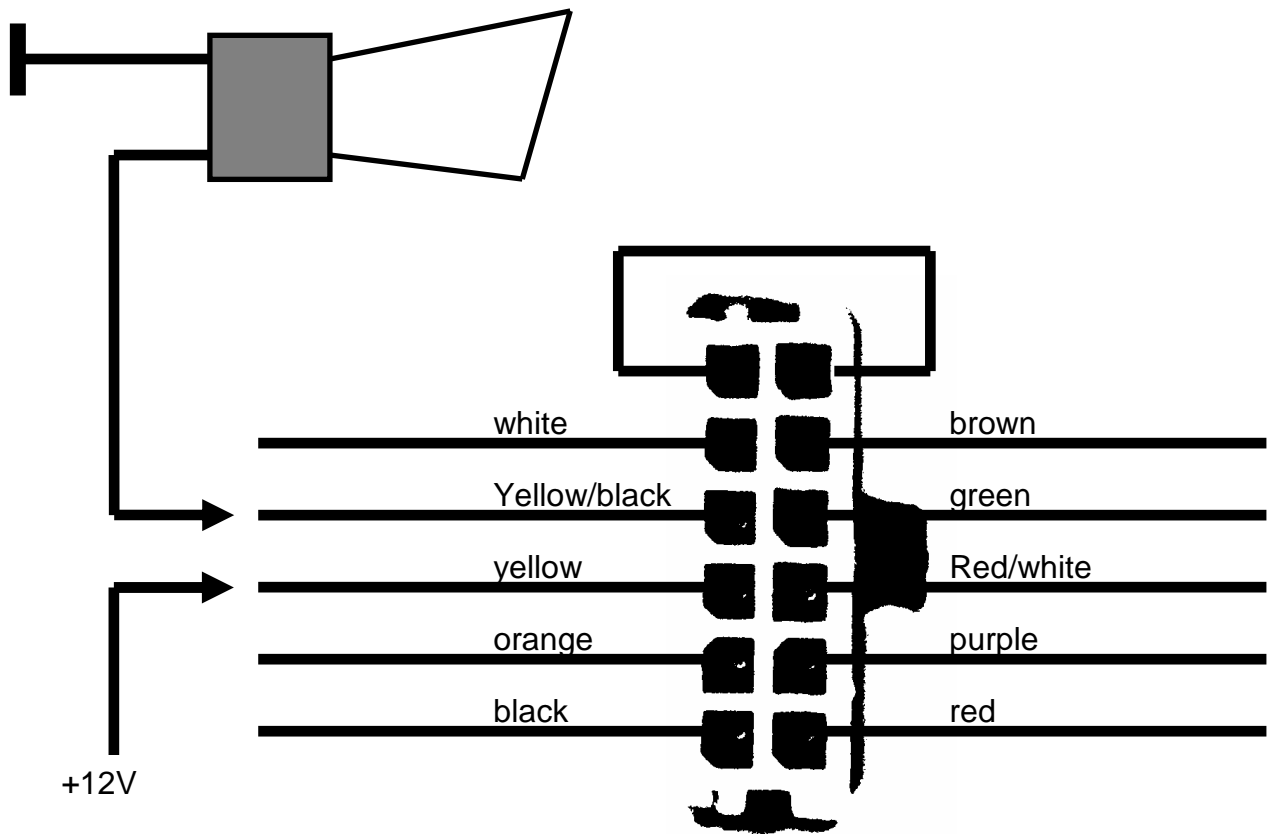 white
brown
Yellow/black
green
yellow
Red/white
orange
purple
black
red
+12V